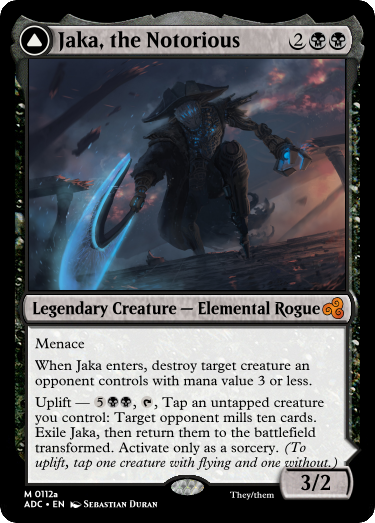 Jaka, the Notorious 2
Legendary Creature — Elemental Rogue
Menace
When Jaka enters, destroy target creature an
opponent controls with mana value 3 or less.
Uplift — 5, , Tap an untapped creature
you control: Target opponent mills ten cards.
Exile Jaka, then return them to the battlefield
transformed. Activate only as a sorcery. (To
uplift, tap one creature with flying and one without.)
3/2
M 0112a
ADC • EN Sebastian Duran
They/them